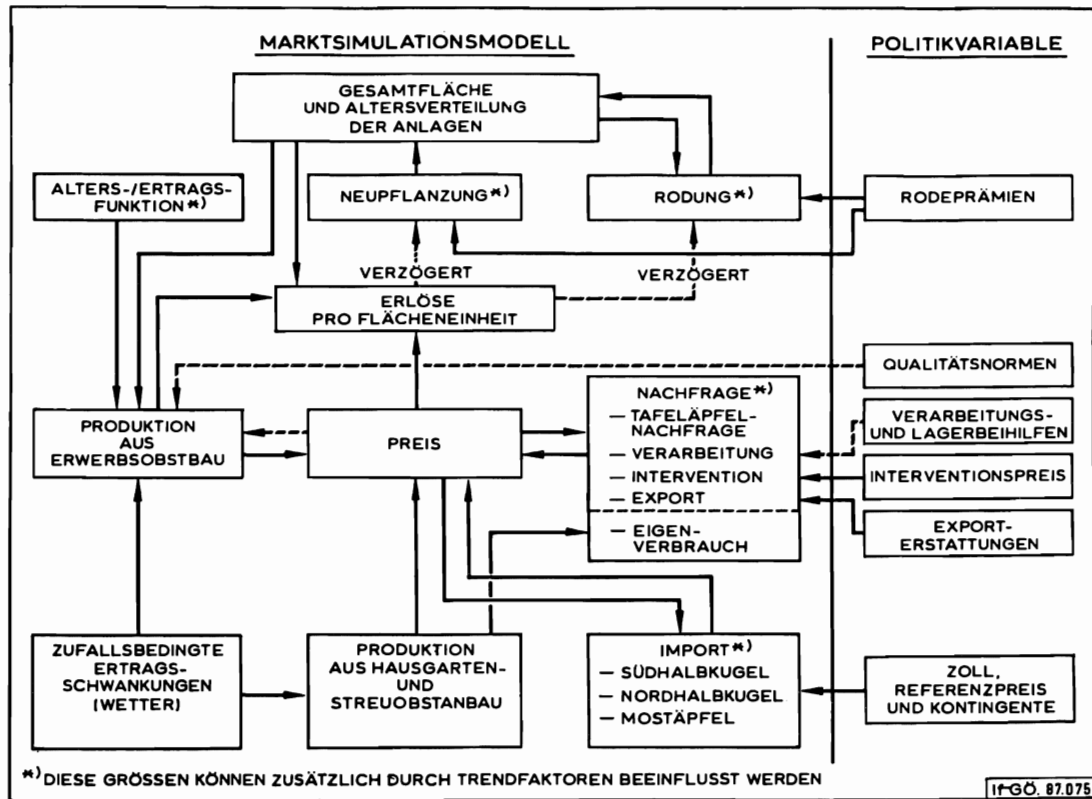 MARKTSIMULATIONSMODELL
POLITIKVARIABLE
GESAMTFLÄCHE
UND ALTERSVERTEILUNG
DER ANLAGEN
ALTERS-/ERTRAGS-
FUNKTION *)
NEUPFLANZUNG *)
RODUNG *)
RODEPRÄMIEN
VERZÖGERT
VERZÖGERT
ERLÖSE
PRO FLÄCHENEINHEIT
QUALITÄTSNORMEN
PRODUKTION
AUS
ERWERBSOBSTBAU
PREIS
NACHFRAGE *)
— TAFELÄPFEL-
NACHFRAGE
— VERARBEITUNG
— INTERVENTION
— EXPORT
— EIGEN-
VERBRAUCH
VERARBEITUNGS-
UND LAGERBEIHILFEN
INTERVENTIONSPREIS
EXPORT-
ERSTATTUNGEN
ZUFALLSBEDINGTE
ERTRAGS-
SCHWANKUNGEN
(WETTER)
PRODUKTION
AUS HAUSGARTEN-
UND
STREUOBSTANBAU
IMPORT *)
— SÜDHALBKUGEL
— NORDHALBKUGEL
— MOSTÄPFEL
ZOLL,
REFERENZPREIS
UND KONTINGENTE
*) DIESE GRÖSSEN KÖNNEN ZUSÄTZLICH DURCH TRENDFAKTOREN BEEINFLUSST WERDEN
87.075